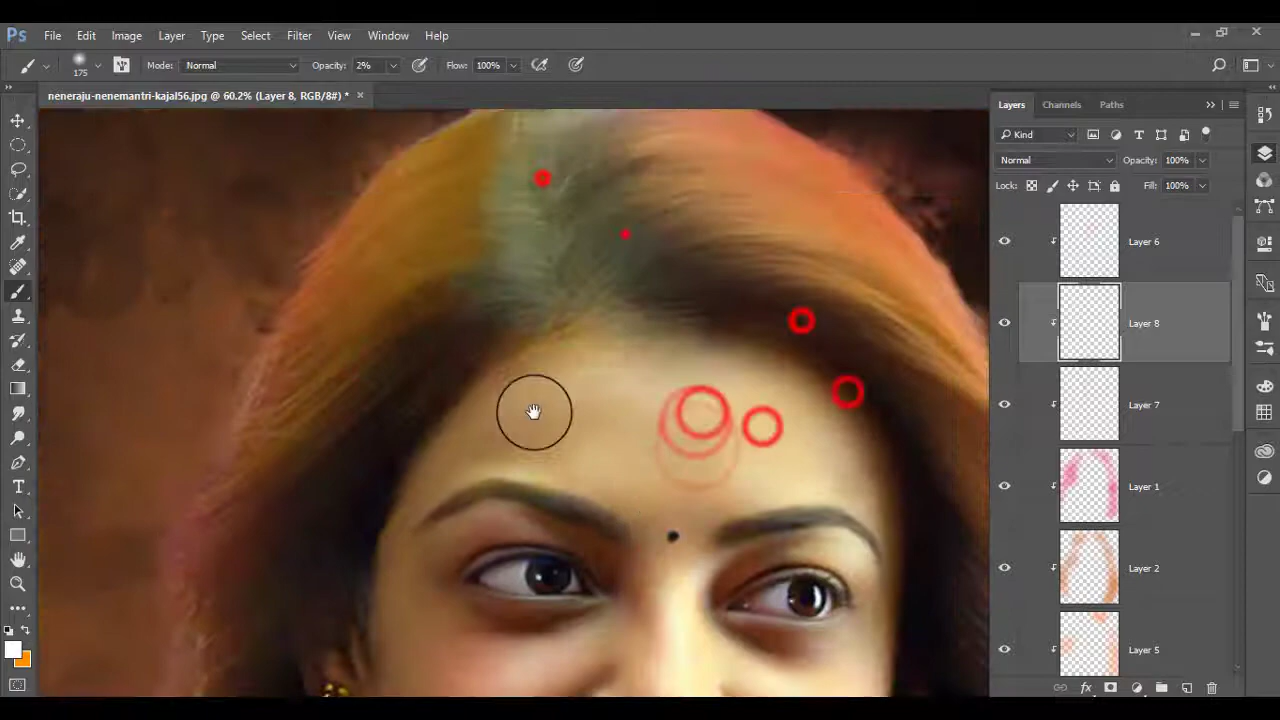 Ps File Edit Image Layer Type Select Filter View Window Help
175 Mode: Normal Opacity: 2% Flow: 100%
neneraju-nenemantri-kajal56.jpg @ 60.2% (Layer 8, RGB/8#) * ×
Layers Channels Paths
Kind
Normal Opacity: 100%
Lock: Fill: 100%
Layer 6
Layer 8
Layer 7
Layer 1
Layer 2
Layer 5